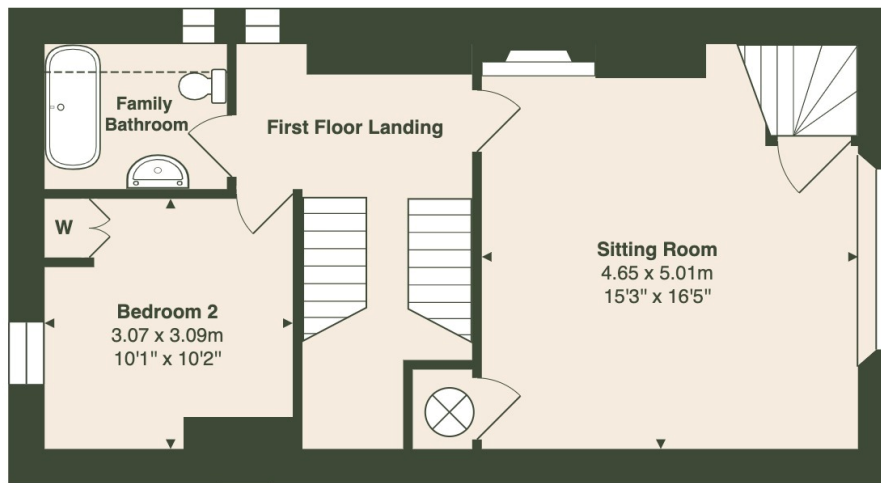 Family
Bathroom
First Floor Landing
W
Bedroom 2
3.07 x 3.09m
10'1" x 10'2"
Sitting Room
4.65 x 5.01m
15'3" x 16'5"